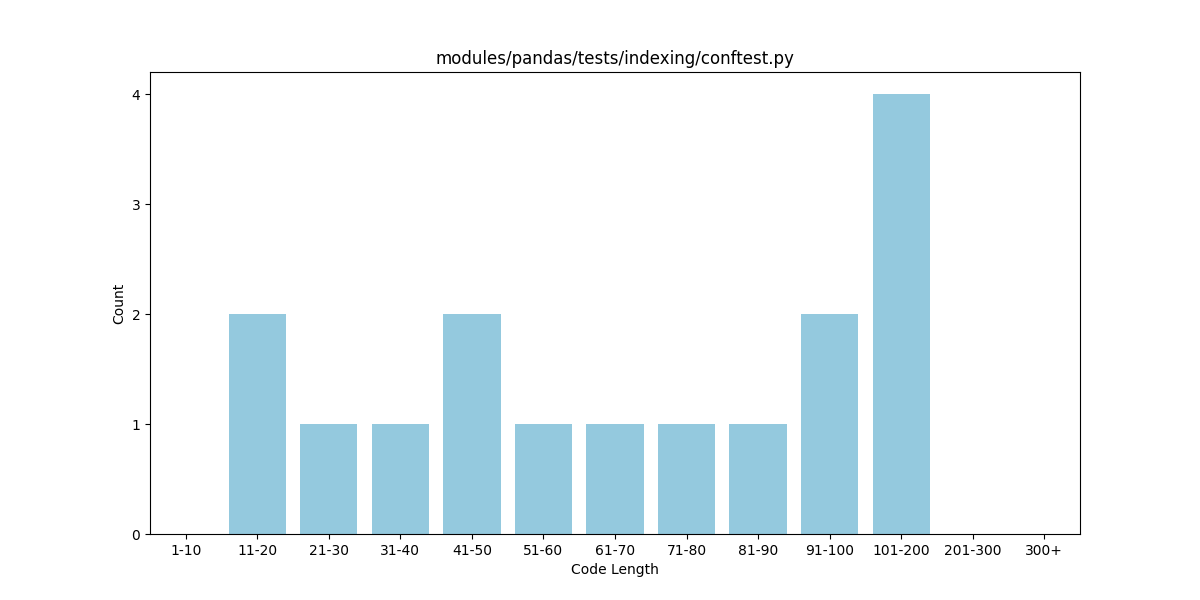 modules/pandas/tests/indexing/conftest.py
4
3
2
1
0
Count
1-10 11-20 21-30 31-40 41-50 51-60 61-70 71-80 81-90 91-100 101-200 201-300 300+
Code Length